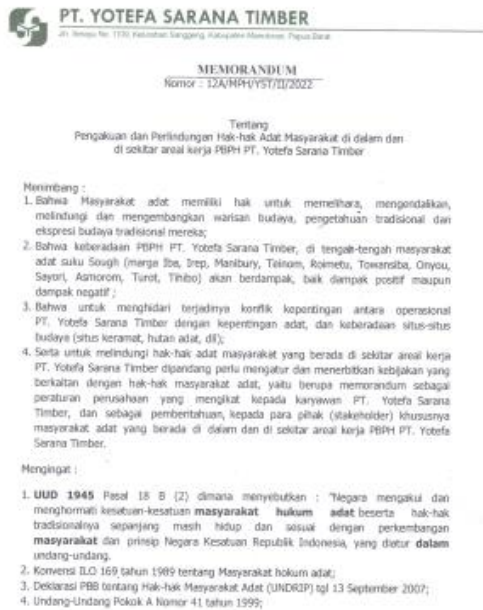 PT. YOTEFA SARANA TIMBER
MEMORANDUM
Nomor : 12A/MPH/YST/II/2022
Tentang
Pengakuan dan Perlindungan Hak-hak Adat Masyarakat di dalam dan
di sekitar areal kerja PBPH PT. Yotefa Sarana Timber
Menimbang :
1. Bahwa Masyarakat adat memiliki hak untuk memelihara, mengendalikan,
melindungi dan mengembangkan warisan budaya, pengetahuan tradisional dan
ekspresi budaya tradisional mereka;
2. Bahwa keberadaan PBPH PT. Yotefa Sarana Timber, di tengah-tengah masyarakat
adat suku Sough (marga Iba, Irep, Manibury, Teinom, Roimetu, Towansiba, Onyou,
Sayori, Asmorom, Turot, Tihibo) akan berdampak, baik dampak positif maupun
dampak negatif ;
3. Bahwa untuk menghidari terjadinya konflik kepentingan antara operasional
PT. Yotefa Sarana Timber dengan kepentingan adat, dan keberadaan situs-situs
budaya (situs keramat, hutan adat, dll);
4. Serta untuk melindungi hak-hak adat masyarakat yang berada di sekitar areal kerja
PT. Yotefa Sarana Timber dipandang perlu mengatur dan menerbitkan kebijakan yang
berkaitan dengan hak-hak masyarakat adat, yaitu berupa memorandum sebagai
peraturan perusahaan yang mengikat kepada karyawan PT. Yotefa Sarana
Timber, dan sebagai pemberitahuan, kepada para pihak (stakeholder) khususnya
masyarakat adat yang berada di dalam dan di sekitar areal kerja PBPH PT. Yotefa
Sarana Timber.
Mengingat :
1. UUD 1945 Pasal 18 B (2) dimana menyebutkan : "Negara mengakui dan
menghormati kesatuan-kesatuan masyarakat hukum adat beserta hak-hak
tradisionalnya sepanjang masih hidup dan sesuai dengan perkembangan
masyarakat dan prinsip Negara Kesatuan Republik Indonesia, yang diatur dalam
undang-undang.
2. Konvensi ILO 169 tahun 1989 tentang Masyarakat hukum adat;
3. Deklarasi PBB tentang Hak-hak Masyarakat Adat (UNDRIP) tgl 13 September 2007;
4. Undang-Undang Pokok A Nomor 41 tahun 1999;